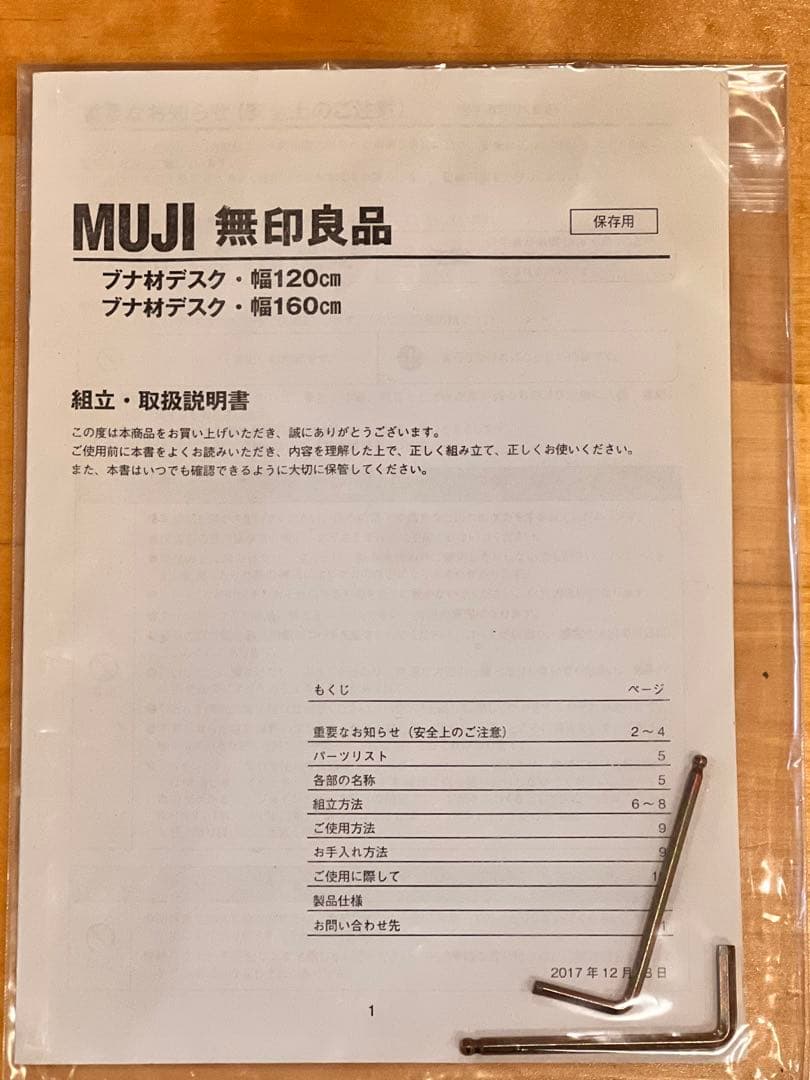 MUJI 無印良品
保存用
ブナ材デスク・幅120cm
ブナ材デスク・幅160cm
組立・取扱説明書
この度は本商品をお買い上げいただき、誠にありがとうございます。
ご使用前に本書をよくお読みいただき、内容を理解した上で、正しく組み立て、正しくお使いください。
また、本書はいつでも確認できるように大切に保管してください。
もくじ ページ
重要なお知らせ（安全上のご注意） 2～4
パーツリスト 5
各部の名称 5
組立方法 6～8
ご使用方法 9
お手入れ方法 9
ご使用に際して
製品仕様
お問い合わせ先
2017年12月 日
1